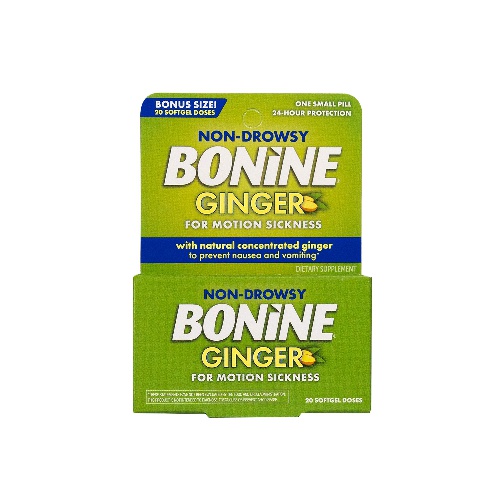 BONUS SIZE!
20 SOFTGEL DOSES
ONE SMALL PILL
24-HOUR PROTECTION
NON-DROWSY
BONiNE
GINGER
FOR MOTION SICKNESS
with natural concentrated ginger
to prevent nausea and vomiting*
DIETARY SUPPLEMENT
NON-DROWSY
BONiNE
GINGER
FOR MOTION SICKNESS
20 SOFTGEL DOSES